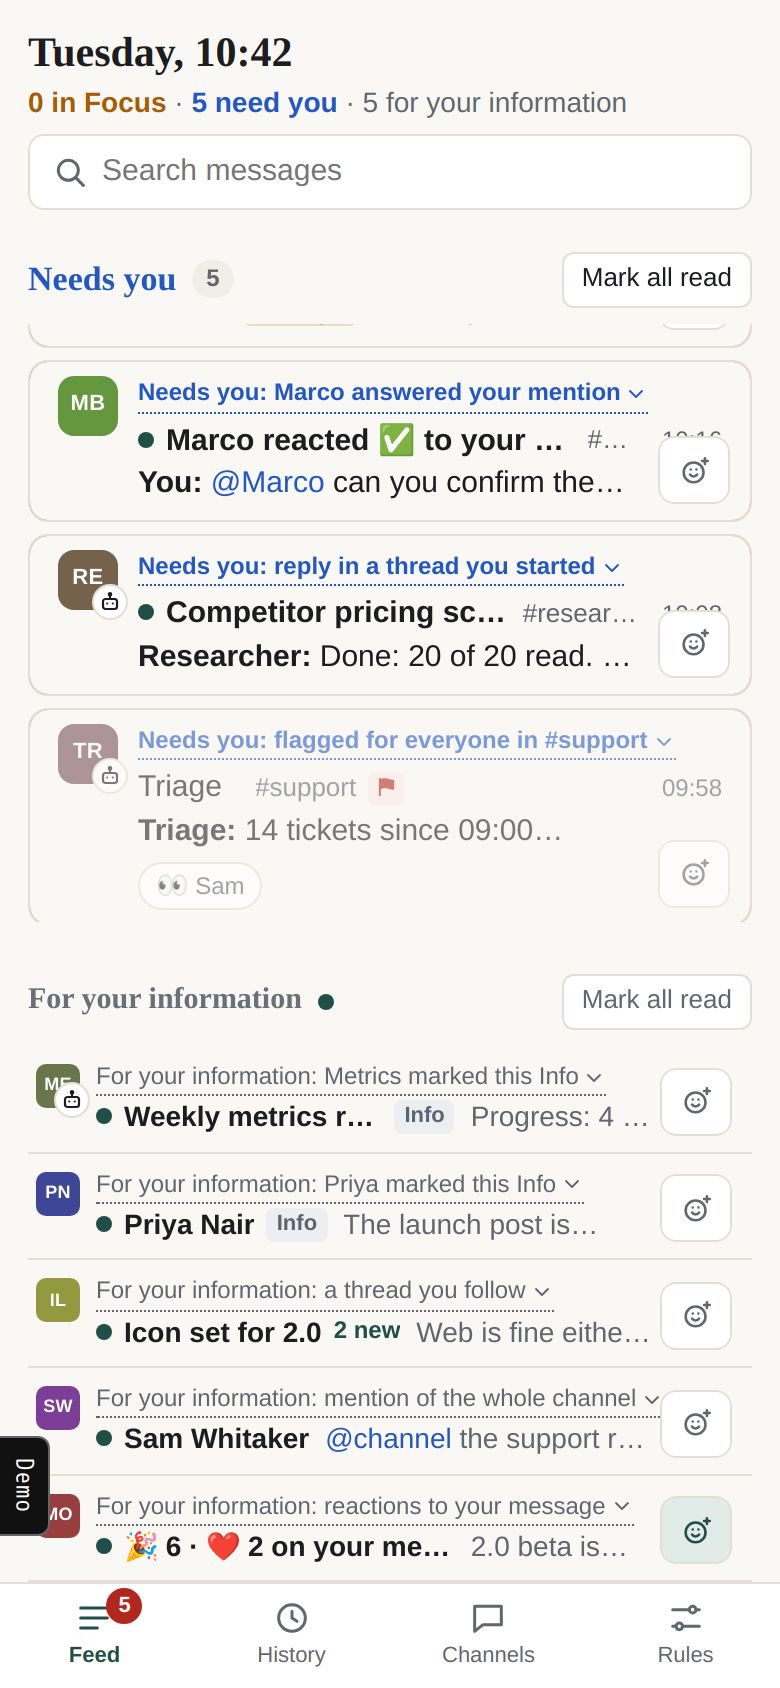 Tuesday, 10:42
0 in Focus · 5 need you · 5 for your information
Search messages
Needs you 5 Mark all read
MB Needs you: Marco answered your mention
Marco reacted ✅ to your … #…
You: @Marco can you confirm the…
RE Needs you: reply in a thread you started
Competitor pricing sc… #resear…
Researcher: Done: 20 of 20 read. …
TR Needs you: flagged for everyone in #support
Triage #support 09:58
Triage: 14 tickets since 09:00…
👀 Sam
For your information Mark all read
For your information: Metrics marked this Info
Weekly metrics r… Info Progress: 4 …
PN For your information: Priya marked this Info
Priya Nair Info The launch post is…
IL For your information: a thread you follow
Icon set for 2.0 2 new Web is fine eithe…
SW For your information: mention of the whole channel
Sam Whitaker @channel the support r…
Demo
For your information: reactions to your message
🎉 6 · ❤️ 2 on your me… 2.0 beta is…
5
Feed History Channels Rules